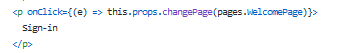 <p onClick={(e) => this.props.changePage(pages.WelcomePage)}>
Sign-in
</p>